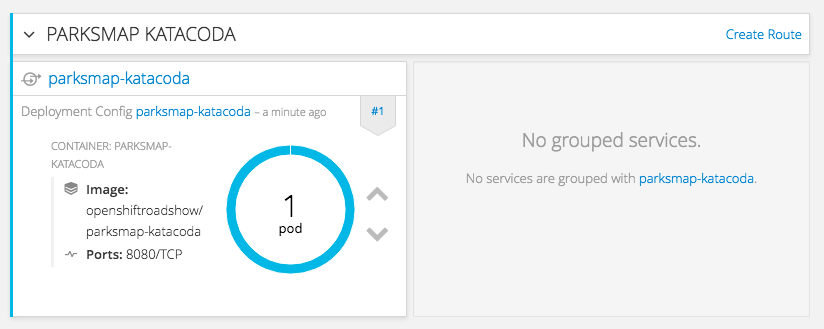 PARKSMAP KATACODA
Create Route
parksmap-katacoda
Deployment Config parksmap-katacoda – a minute ago
#1
CONTAINER: PARKSMAP-
KATACODA
Image:
openshiftroadshow/
parksmap-katacoda
Ports: 8080/TCP
1
pod
No grouped services.
No services are grouped with parksmap-katacoda.